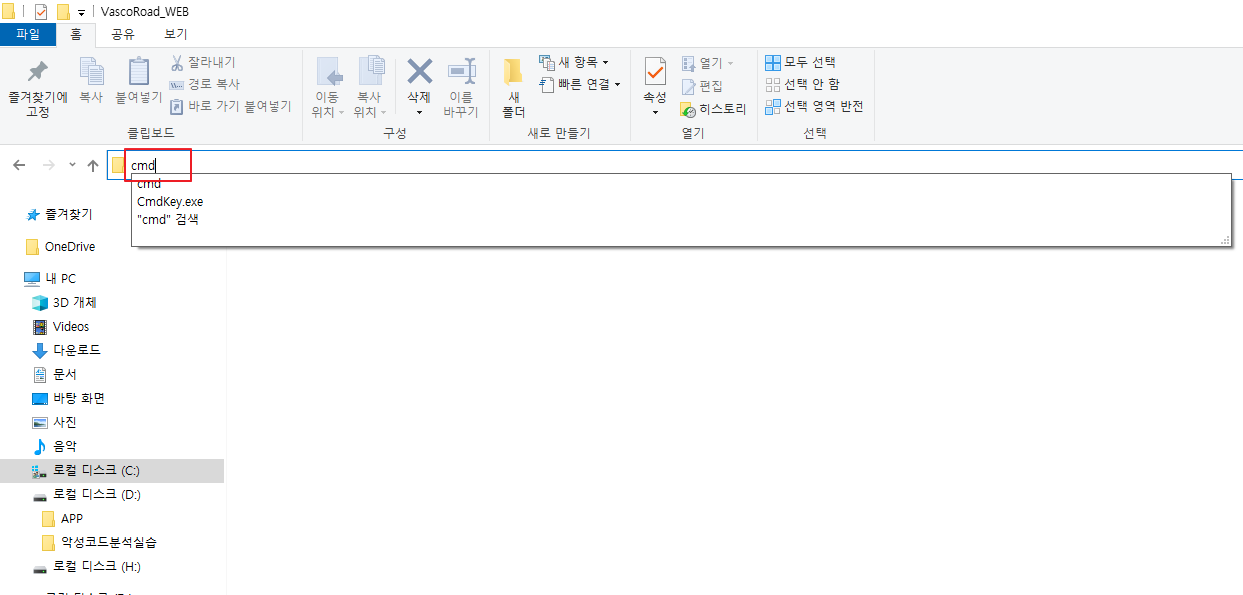 VascoRoad_WEB
파일 홈 공유 보기
즐겨찾기에
고정
복사
붙여넣기
잘라내기
경로 복사
바로 가기 붙여넣기
클립보드
이동
위치
복사
위치
삭제
이름
바꾸기
구성
새
폴더
새 항목
빠른 연결
새로 만들기
속성
열기
편집
히스토리
열기
모두 선택
선택 안 함
선택 영역 반전
선택
cmd
cmd
CmdKey.exe
"cmd" 검색
즐겨찾기
OneDrive
내 PC
3D 개체
Videos
다운로드
문서
바탕 화면
사진
음악
로컬 디스크 (C:)
로컬 디스크 (D:)
APP
악성코드분석실습
로컬 디스크 (H:)